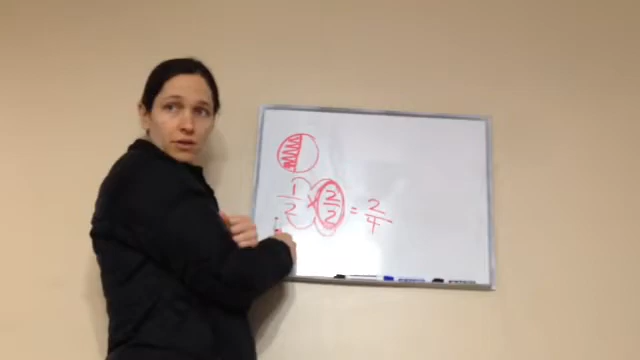 1/2 × 2/2 = 2/4